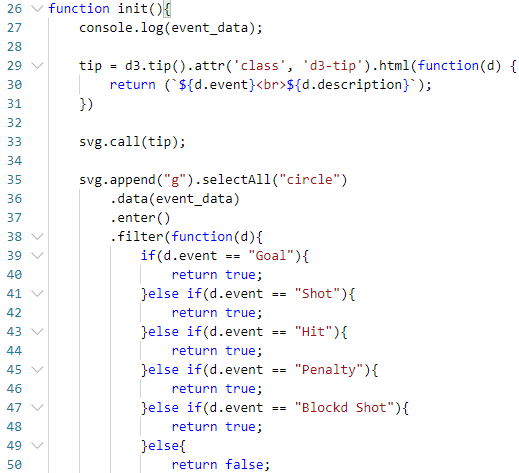 26 function init(){
27 console.log(event_data);
28
29 tip = d3.tip().attr('class', 'd3-tip').html(function(d) {
30 return (`${d.event}<br>${d.description}`);
31 })
32
33 svg.call(tip);
34
35 svg.append("g").selectAll("circle")
36 .data(event_data)
37 .enter()
38 .filter(function(d){
39 if(d.event == "Goal"){
40 return true;
41 }else if(d.event == "Shot"){
42 return true;
43 }else if(d.event == "Hit"){
44 return true;
45 }else if(d.event == "Penalty"){
46 return true;
47 }else if(d.event == "Blockd Shot"){
48 return true;
49 }else{
50 return false;